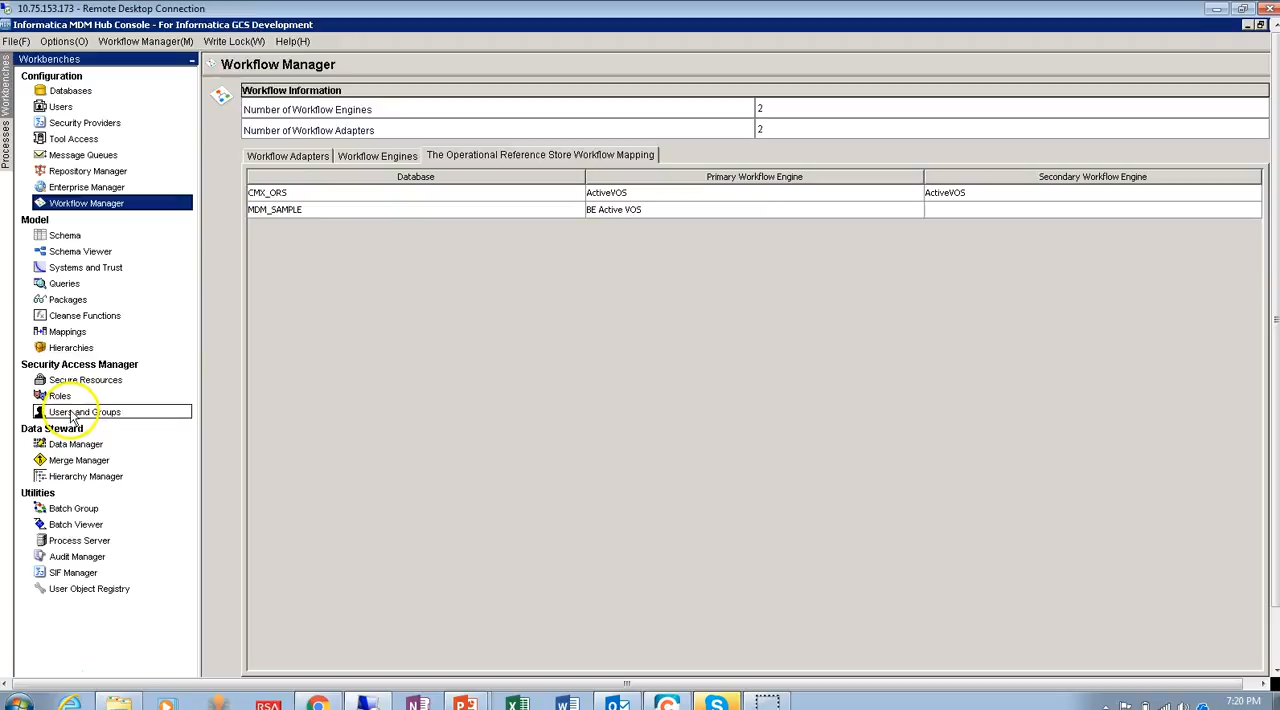 10.75.153.173 - Remote Desktop Connection
Informatica MDM Hub Console - For Informatica GCS Development
File(F) Options(O) Workflow Manager(M) Write Lock(W) Help(H)
Workbenches
Processes
Workbenches
Configuration
Databases
Users
Security Providers
Tool Access
Message Queues
Repository Manager
Enterprise Manager
Workflow Manager
Model
Schema
Schema Viewer
Systems and Trust
Queries
Packages
Cleanse Functions
Mappings
Hierarchies
Security Access Manager
Secure Resources
Roles
Users and Groups
Data Steward
Data Manager
Merge Manager
Hierarchy Manager
Utilities
Batch Group
Batch Viewer
Process Server
Audit Manager
SIF Manager
User Object Registry
Workflow Manager
Workflow Information
Number of Workflow Engines 2
Number of Workflow Adapters 2
Workflow Adapters Workflow Engines The Operational Reference Store Workflow Mapping
Database Primary Workflow Engine Secondary Workflow Engine
CMX_ORS ActiveVOS ActiveVOS
MDM_SAMPLE BE Active VOS
RSA
7:20 PM